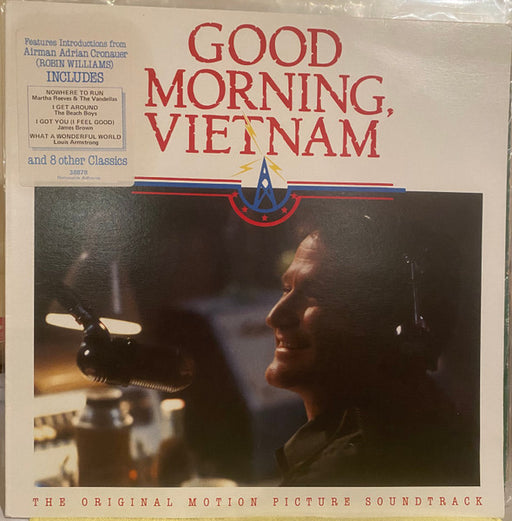 Features Introductions from
Airman Adrian Cronauer
(ROBIN WILLIAMS)
INCLUDES
NOWHERE TO RUN
Martha Reeves & The Vandellas
I GET AROUND
The Beach Boys
I GOT YOU (I FEEL GOOD)
James Brown
WHAT A WONDERFUL WORLD
Louis Armstrong
and 8 other Classics
Removable Adhesive
GOOD
MORNING,
VIETNAM
THE ORIGINAL MOTION PICTURE SOUNDTRACK